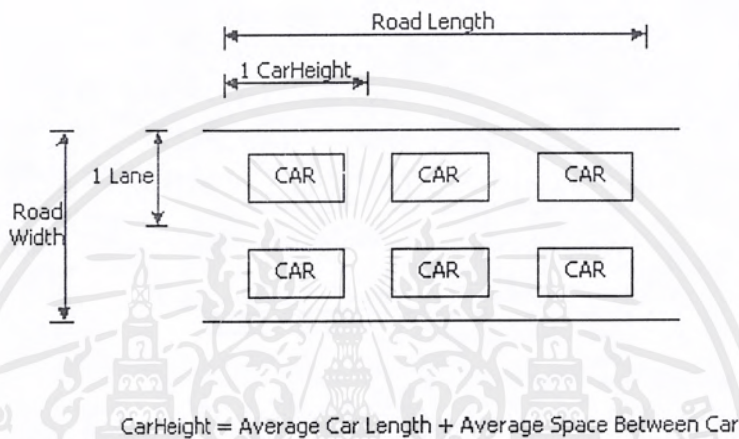 Road Length
1 CarHeight
1 Lane
Road
Width
CAR CAR CAR
CAR CAR CAR
CarHeight = Average Car Length + Average Space Between Car